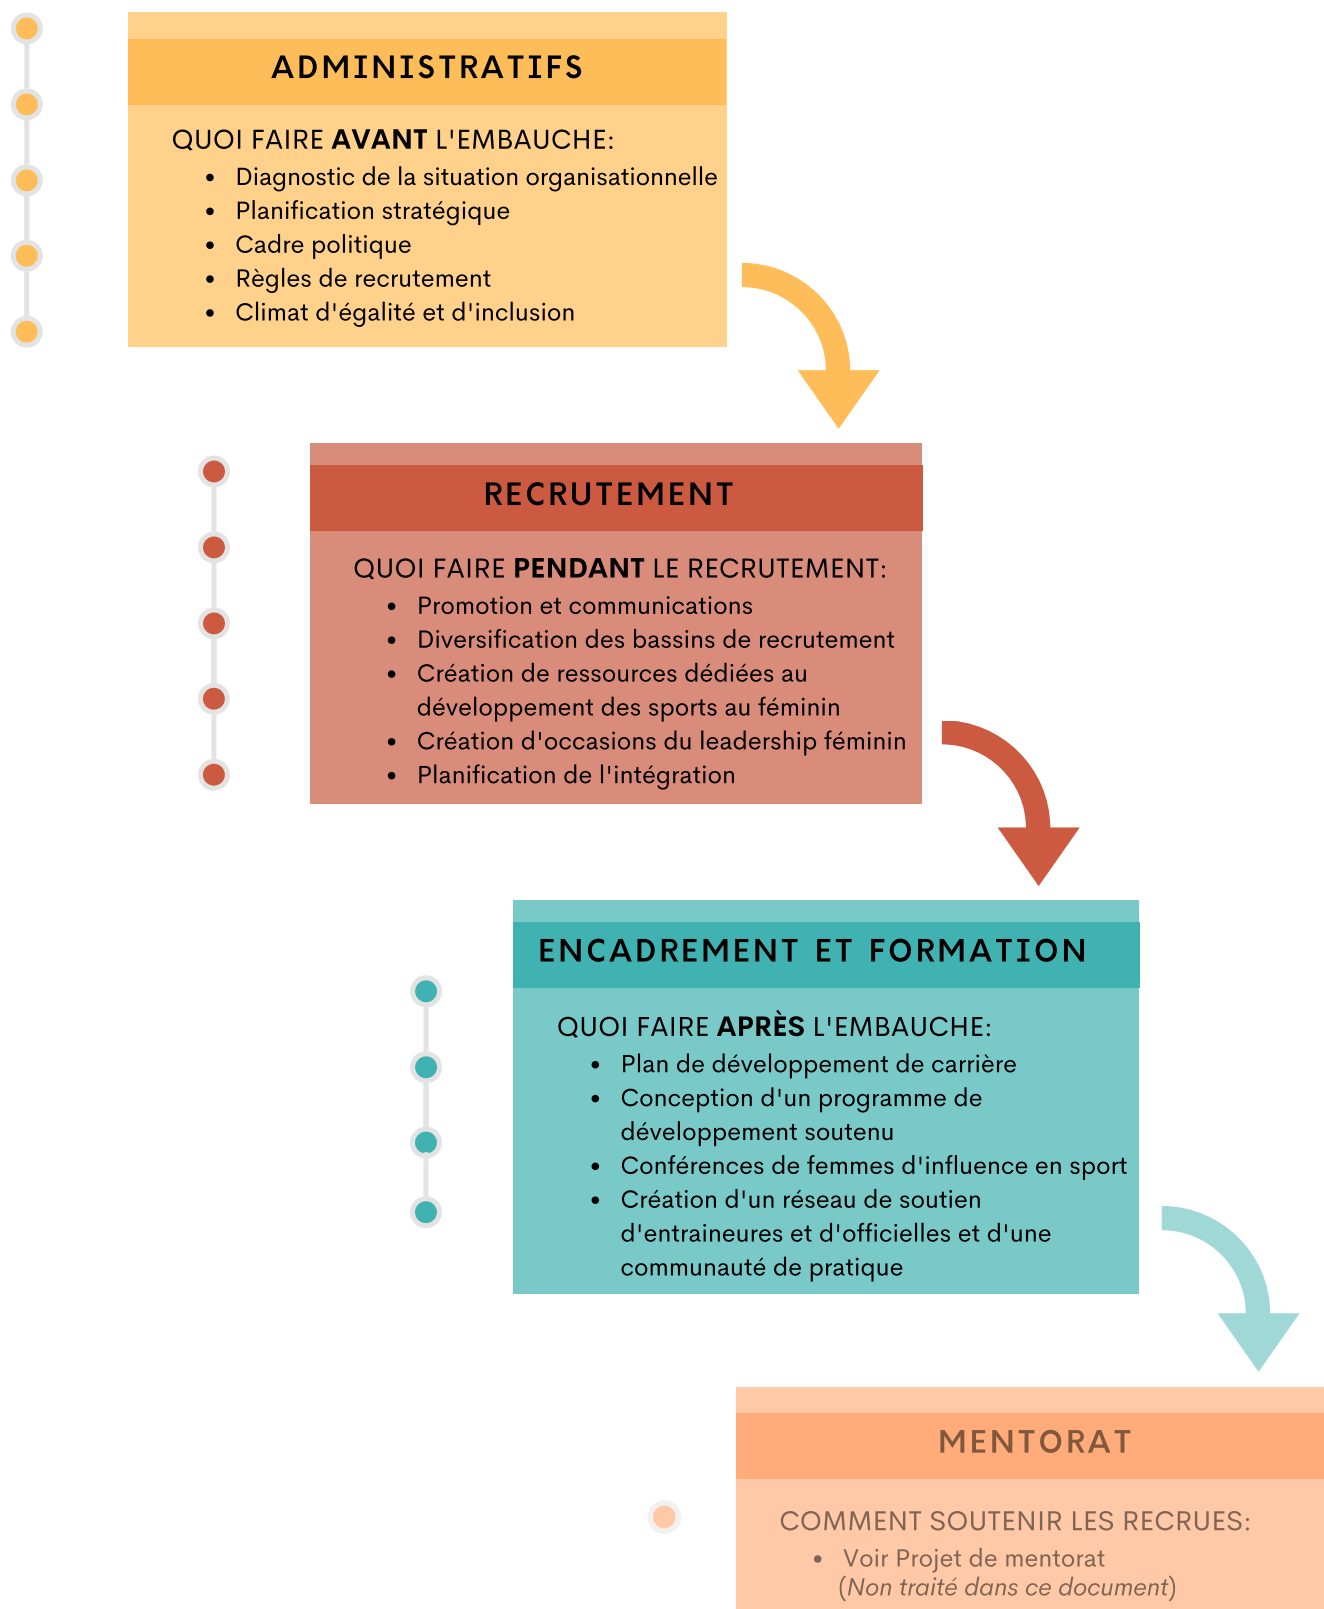 ADMINISTRATIFS
QUOI FAIRE AVANT L'EMBAUCHE:
• Diagnostic de la situation organisationnelle
• Planification stratégique
• Cadre politique
• Règles de recrutement
• Climat d'égalité et d'inclusion
RECRUTEMENT
QUOI FAIRE PENDANT LE RECRUTEMENT:
• Promotion et communications
• Diversification des bassins de recrutement
• Création de ressources dédiées au
développement des sports au féminin
• Création d'occasions du leadership féminin
• Planification de l'intégration
ENCADREMENT ET FORMATION
QUOI FAIRE APRÈS L'EMBAUCHE:
• Plan de développement de carrière
• Conception d'un programme de
développement soutenu
• Conférences de femmes d'influence en sport
• Création d'un réseau de soutien
d'entraineures et d'officielles et d'une
communauté de pratique
MENTORAT
COMMENT SOUTENIR LES RECRUES:
• Voir Projet de mentorat
(Non traité dans ce document)